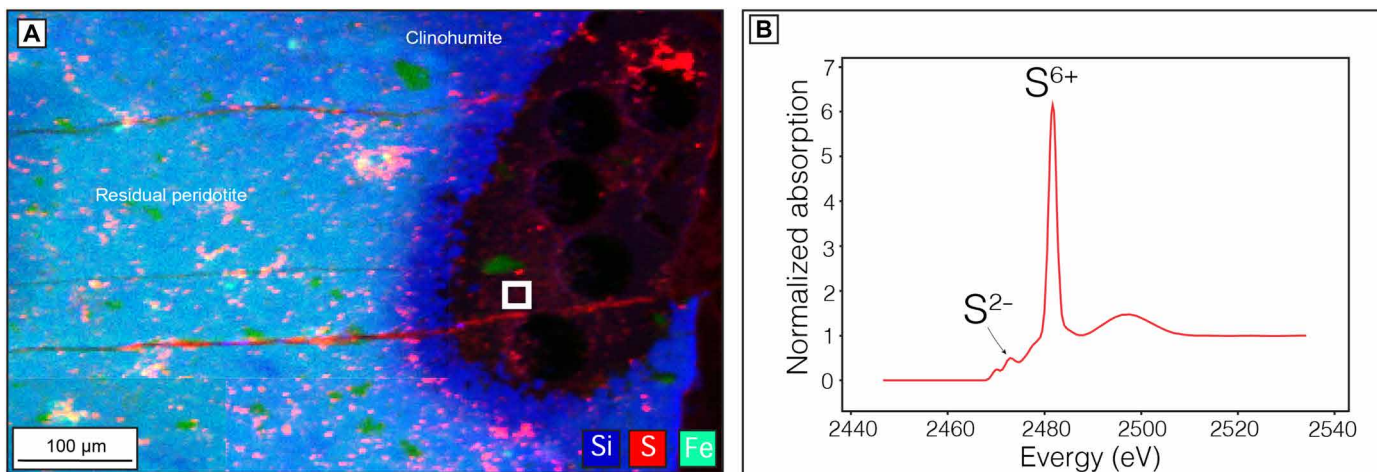 A
Clinohumite
Residual peridotite
100 µm
Si S Fe
B
7
6
5
4
3
2
1
0
Normalized absorption
S6+
S2–
2440 2460 2480 2500 2520 2540
Evergy (eV)